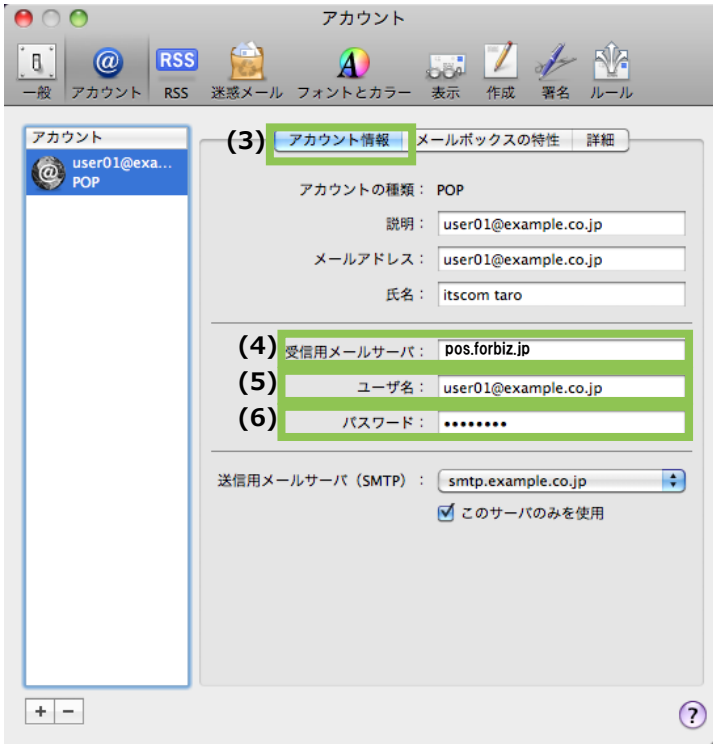 アカウント
一般 アカウント RSS RSS 迷惑メール フォントとカラー 表示 作成 署名 ルール
アカウント
user01@exa...
POP
(3) アカウント情報 メールボックスの特性 詳細
アカウントの種類： POP
説明： user01@example.co.jp
メールアドレス： user01@example.co.jp
氏名： itscom taro
(4) 受信用メールサーバ： pos.forbiz.jp
(5) ユーザ名： user01@example.co.jp
(6) パスワード： ••••••••
送信用メールサーバ（SMTP）： smtp.example.co.jp
このサーバのみを使用
+ −
?